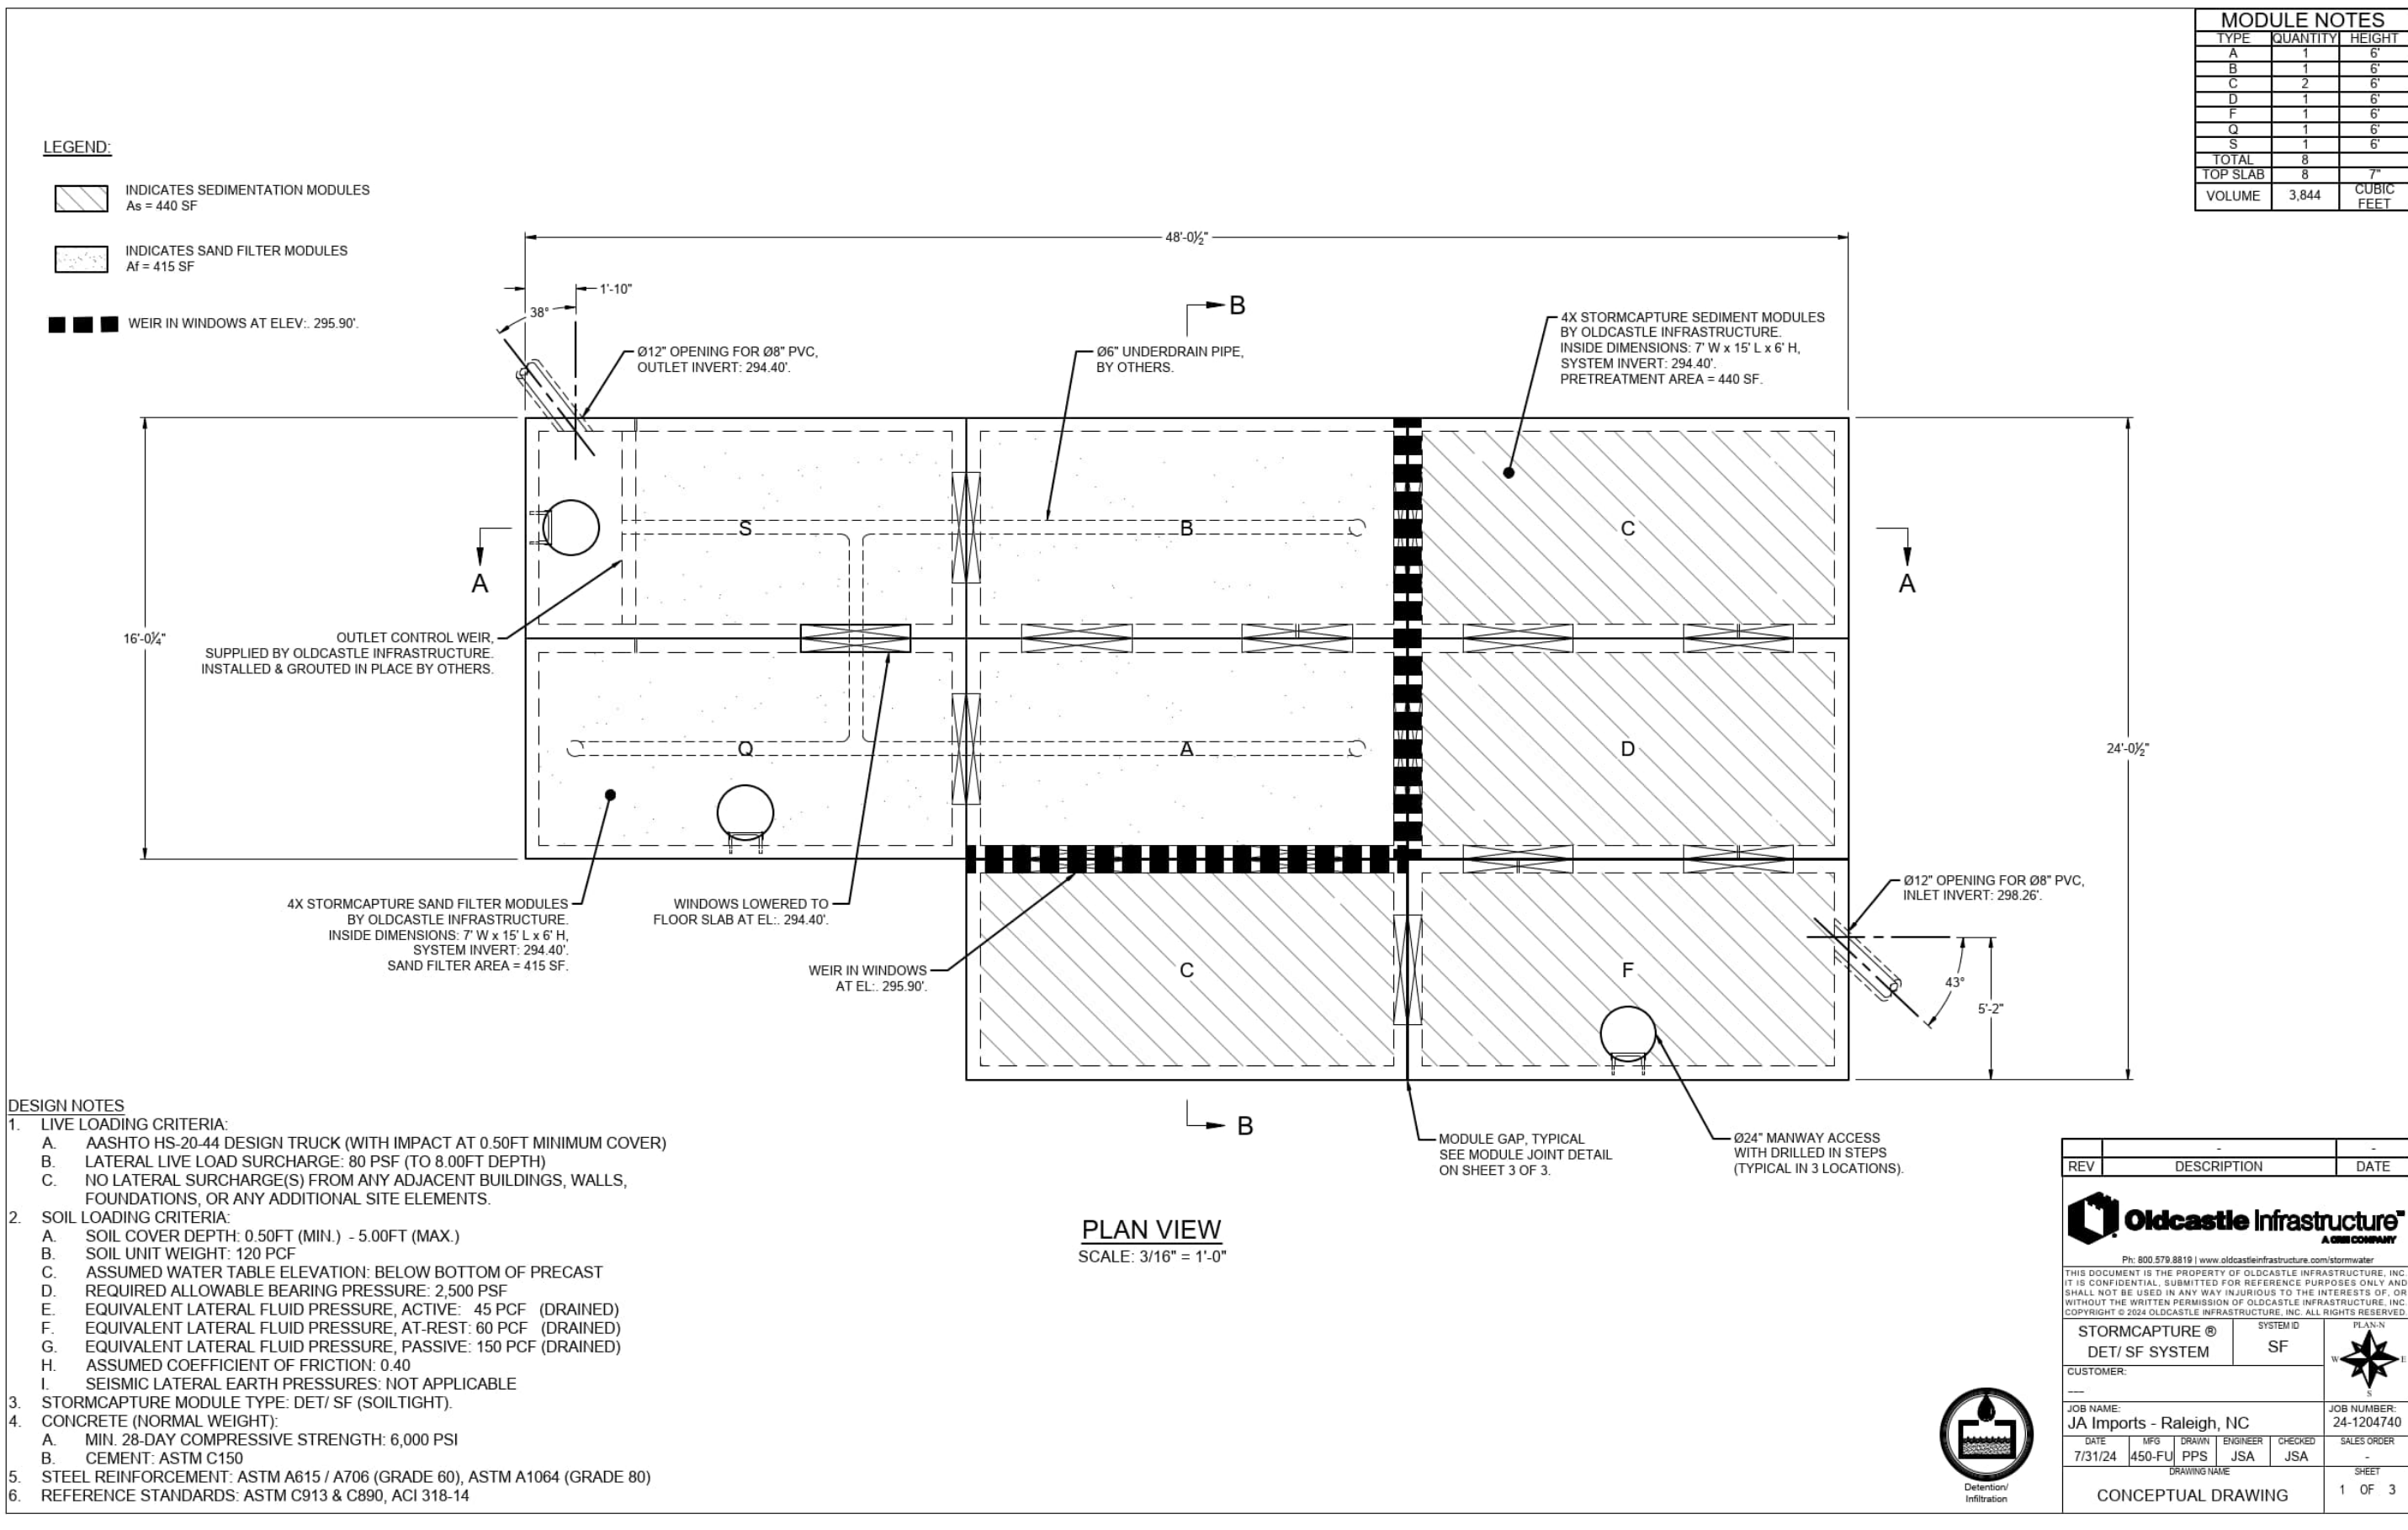 MODULE NOTES
TYPE QUANTITY HEIGHT
A 1 6'
B 1 6'
C 2 6'
D 1 6'
F 1 6'
Q 1 6'
S 1 6'
TOTAL 8
TOP SLAB 8 7"
VOLUME 3,844 CUBIC FEET
LEGEND:
INDICATES SEDIMENTATION MODULES
As = 440 SF
INDICATES SAND FILTER MODULES
Af = 415 SF
WEIR IN WINDOWS AT ELEV:. 295.90'.
48'-0½"
1'-10"
38°
B
Ø12" OPENING FOR Ø8" PVC,
OUTLET INVERT: 294.40'.
Ø6" UNDERDRAIN PIPE,
BY OTHERS.
4X STORMCAPTURE SEDIMENT MODULES
BY OLDCASTLE INFRASTRUCTURE.
INSIDE DIMENSIONS: 7' W x 15' L x 6' H,
SYSTEM INVERT: 294.40'.
PRETREATMENT AREA = 440 SF.
S
B
C
A
A
16'-0¼"
OUTLET CONTROL WEIR,
SUPPLIED BY OLDCASTLE INFRASTRUCTURE.
INSTALLED & GROUTED IN PLACE BY OTHERS.
Q
A
D
24'-0½"
4X STORMCAPTURE SAND FILTER MODULES
BY OLDCASTLE INFRASTRUCTURE.
INSIDE DIMENSIONS: 7' W x 15' L x 6' H,
SYSTEM INVERT: 294.40'.
SAND FILTER AREA = 415 SF.
WINDOWS LOWERED TO
FLOOR SLAB AT EL:. 294.40'.
WEIR IN WINDOWS
AT EL:. 295.90'.
C
F
Ø12" OPENING FOR Ø8" PVC,
INLET INVERT: 298.26'.
43°
5'-2"
B
MODULE GAP, TYPICAL
SEE MODULE JOINT DETAIL
ON SHEET 3 OF 3.
Ø24" MANWAY ACCESS
WITH DRILLED IN STEPS
(TYPICAL IN 3 LOCATIONS).
PLAN VIEW
SCALE: 3/16" = 1'-0"
DESIGN NOTES
1. LIVE LOADING CRITERIA:
A. AASHTO HS-20-44 DESIGN TRUCK (WITH IMPACT AT 0.50FT MINIMUM COVER)
B. LATERAL LIVE LOAD SURCHARGE: 80 PSF (TO 8.00FT DEPTH)
C. NO LATERAL SURCHARGE(S) FROM ANY ADJACENT BUILDINGS, WALLS,
FOUNDATIONS, OR ANY ADDITIONAL SITE ELEMENTS.
2. SOIL LOADING CRITERIA:
A. SOIL COVER DEPTH: 0.50FT (MIN.) - 5.00FT (MAX.)
B. SOIL UNIT WEIGHT: 120 PCF
C. ASSUMED WATER TABLE ELEVATION: BELOW BOTTOM OF PRECAST
D. REQUIRED ALLOWABLE BEARING PRESSURE: 2,500 PSF
E. EQUIVALENT LATERAL FLUID PRESSURE, ACTIVE: 45 PCF (DRAINED)
F. EQUIVALENT LATERAL FLUID PRESSURE, AT-REST: 60 PCF (DRAINED)
G. EQUIVALENT LATERAL FLUID PRESSURE, PASSIVE: 150 PCF (DRAINED)
H. ASSUMED COEFFICIENT OF FRICTION: 0.40
I. SEISMIC LATERAL EARTH PRESSURES: NOT APPLICABLE
3. STORMCAPTURE MODULE TYPE: DET/ SF (SOILTIGHT).
4. CONCRETE (NORMAL WEIGHT):
A. MIN. 28-DAY COMPRESSIVE STRENGTH: 6,000 PSI
B. CEMENT: ASTM C150
5. STEEL REINFORCEMENT: ASTM A615 / A706 (GRADE 60), ASTM A1064 (GRADE 80)
6. REFERENCE STANDARDS: ASTM C913 & C890, ACI 318-14
Detention/
Infiltration
- -
REV DESCRIPTION DATE
Oldcastle Infrastructure™
A CRH COMPANY
Ph: 800.579.8819 | www.oldcastleinfrastructure.com/stormwater
THIS DOCUMENT IS THE PROPERTY OF OLDCASTLE INFRASTRUCTURE, INC.
IT IS CONFIDENTIAL, SUBMITTED FOR REFERENCE PURPOSES ONLY AND
SHALL NOT BE USED IN ANY WAY INJURIOUS TO THE INTERESTS OF, OR
WITHOUT THE WRITTEN PERMISSION OF OLDCASTLE INFRASTRUCTURE, INC.
COPYRIGHT © 2024 OLDCASTLE INFRASTRUCTURE, INC. ALL RIGHTS RESERVED.
STORMCAPTURE ®
DET/ SF SYSTEM
SYSTEM ID
SF
PLAN-N
W E
S
CUSTOMER:
---
JOB NAME:
JA Imports - Raleigh, NC
JOB NUMBER:
24-1204740
DATE MFG DRAWN ENGINEER CHECKED SALES ORDER
7/31/24 450-FU PPS JSA JSA -
DRAWING NAME
CONCEPTUAL DRAWING
SHEET
1 OF 3